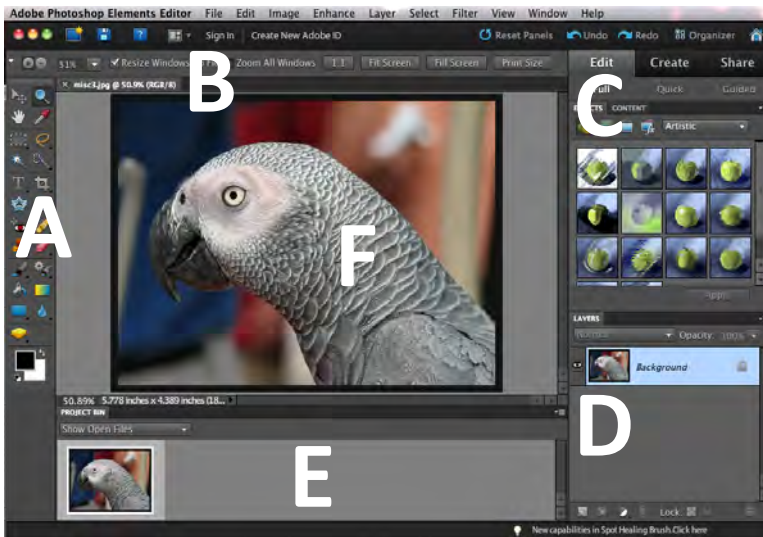 Adobe Photoshop Elements Editor File Edit Image Enhance Layer Select Filter View Window Help
Sign In Create New Adobe ID Reset Panels Undo Redo Organizer
51% Resize Windows Zoom All Windows 1:1 Fit Screen Fill Screen Print Size
B
Edit Create Share
Full Quick Guided
C
misc3.jpg @ 50.9% (RGB/8)
CONTENT
Artistic
T
A
F
LAYERS
Normal Opacity: 100%
Background
50.89% 5.778 inches x 4.389 inches (18...
PROJECT BIN
Show Open Files
D
E
Lock:
New capabilities in Spot Healing Brush.Click here